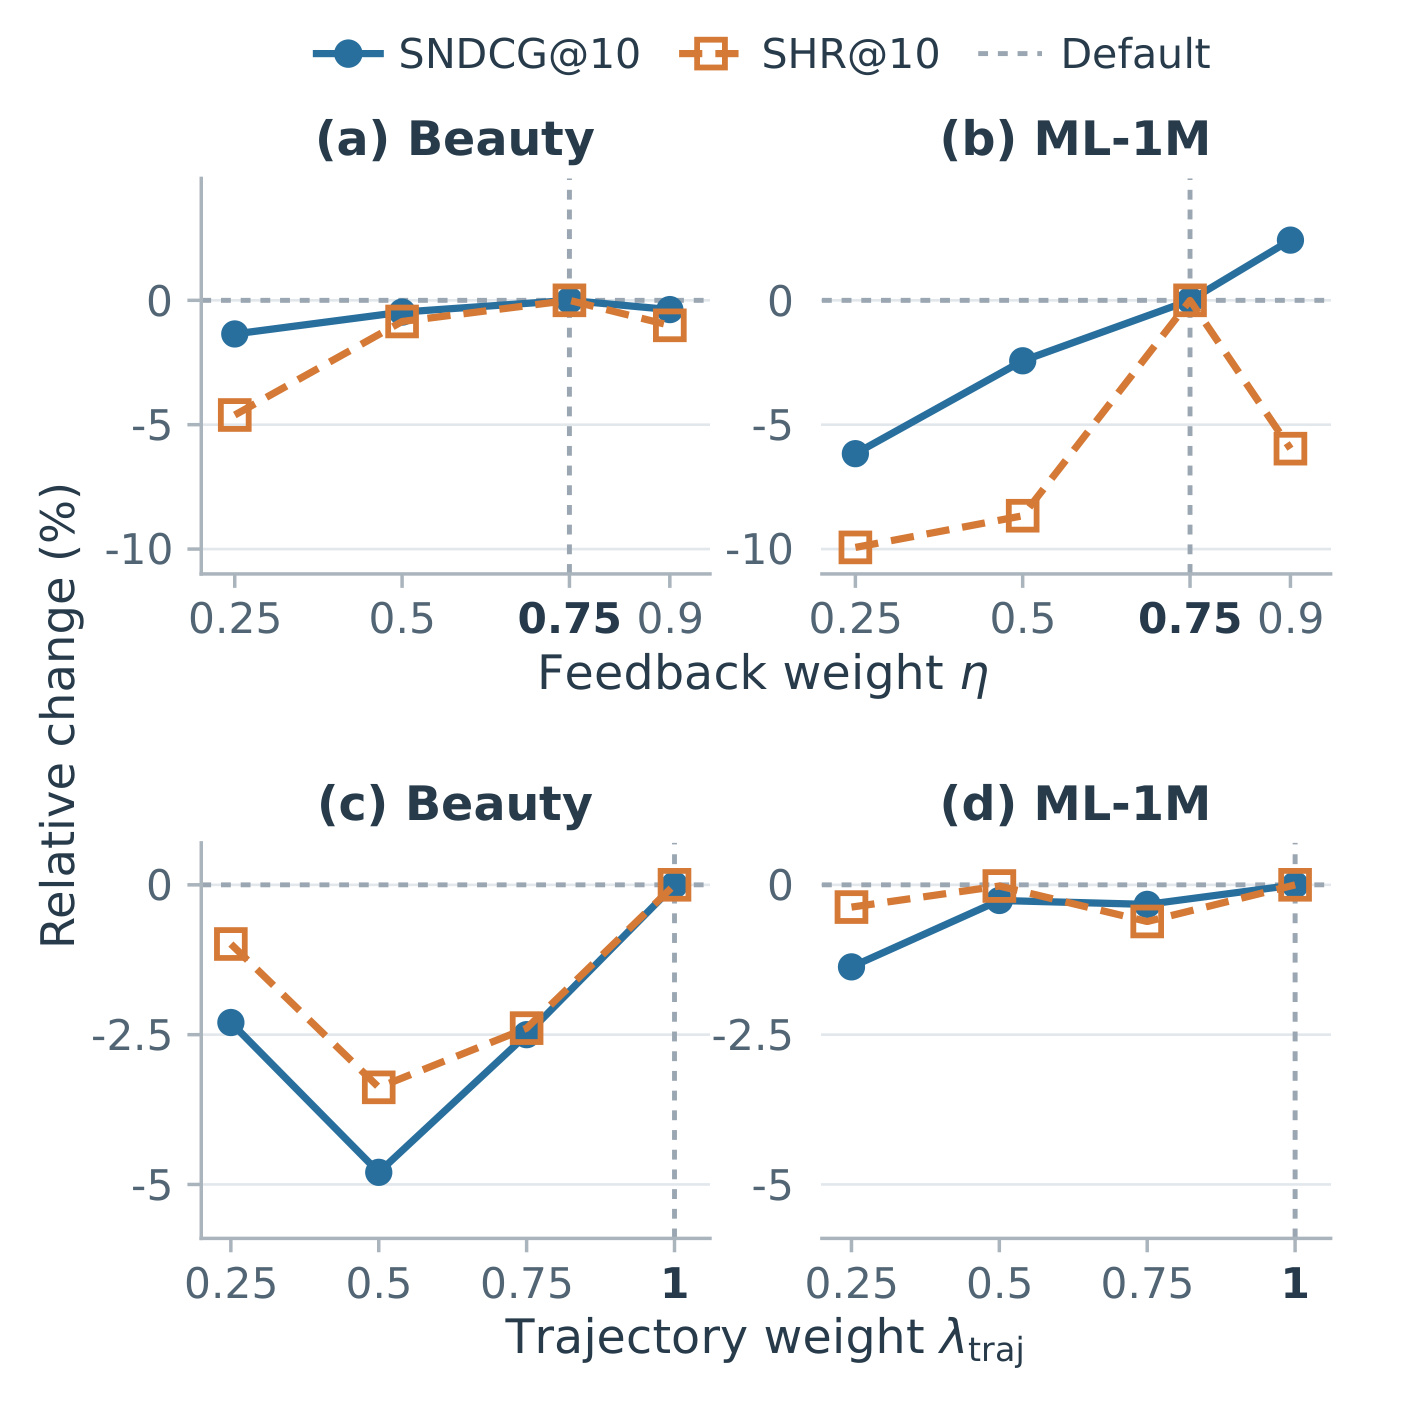 SNDCG@10 SHR@10 Default
(a) Beauty (b) ML-1M
0 0
-5 -5
-10 -10
0.25 0.5 0.75 0.9 0.25 0.5 0.75 0.9
Feedback weight η
Relative change (%)
(c) Beauty (d) ML-1M
0 0
-2.5 -2.5
-5 -5
0.25 0.5 0.75 1 0.25 0.5 0.75 1
Trajectory weight λtraj